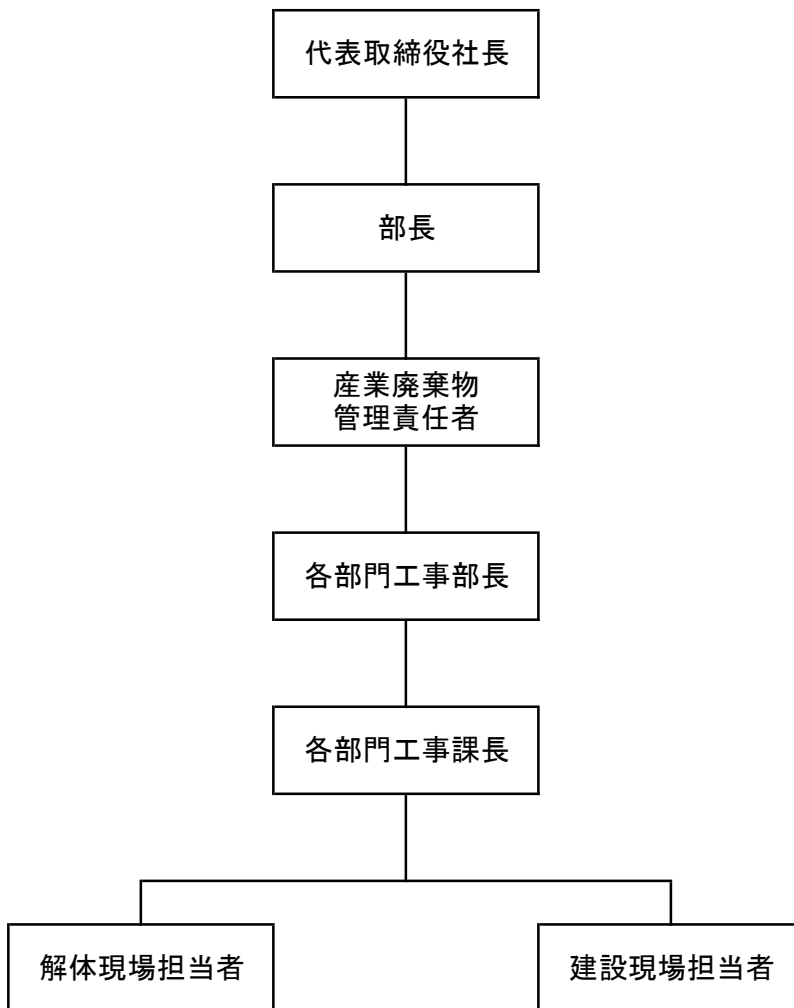 代表取締役社長
部長
産業廃棄物
管理責任者
各部門工事部長
各部門工事課長
解体現場担当者
建設現場担当者